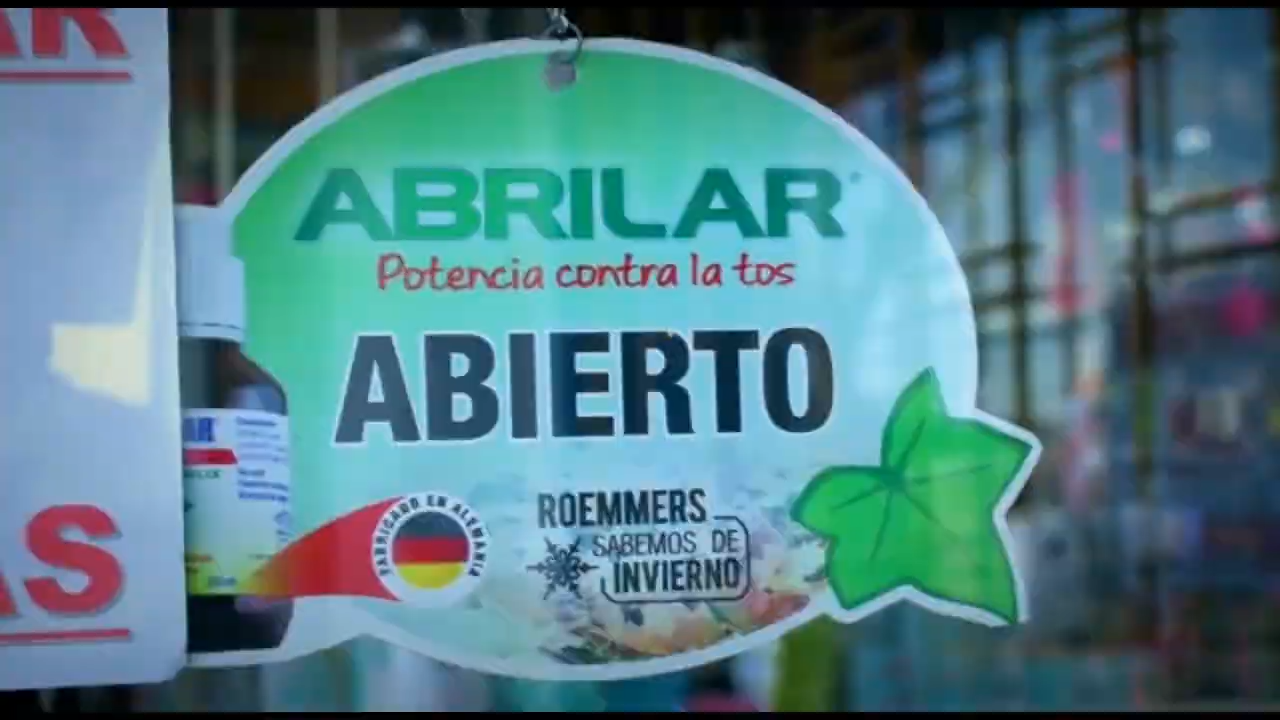 ABRILAR
Potencia contra la tos
ABIERTO
FABRICADO EN ALEMANIA
ROEMMERS
SABEMOS DE
INVIERNO